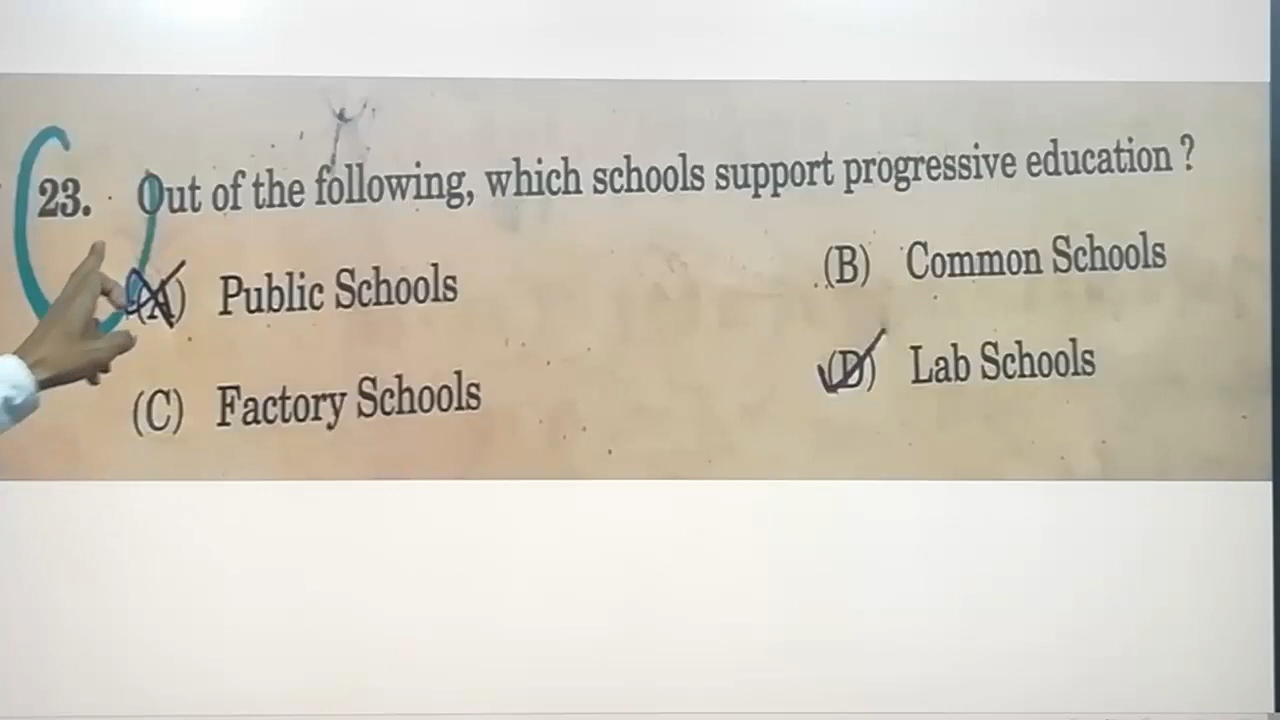 23. Out of the following, which schools support progressive education ?
(A) Public Schools
(B) Common Schools
(C) Factory Schools
(D) Lab Schools